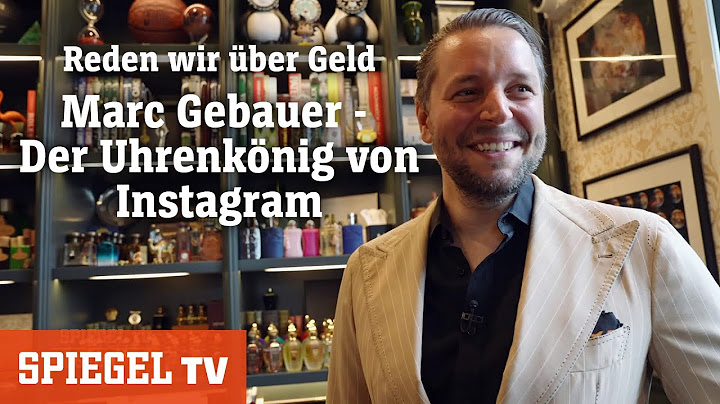 Reden wir über Geld
Marc Gebauer -
Der Uhrenkönig von
Instagram
SPIEGEL TV